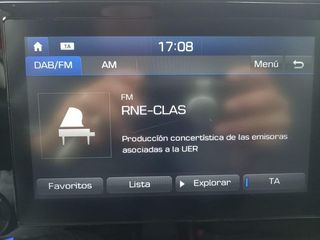 TA
17:08
DAB/FM
AM
Menú
FM
RNE-CLAS
Producción concertística de las emisoras
asociadas a la UER
Favoritos
Lista
Explorar
TA